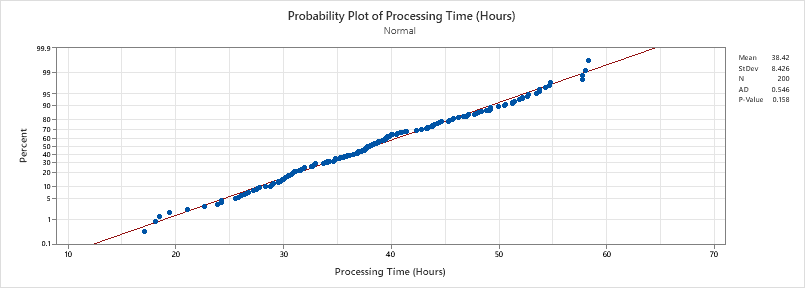 Probability Plot of Processing Time (Hours)
Normal
99.9
99
95
90
80
70
60
50
40
30
20
10
5
1
0.1
Percent
10 20 30 40 50 60 70
Processing Time (Hours)
Mean 38.42
StDev 8.426
N 200
AD 0.546
P-Value 0.158